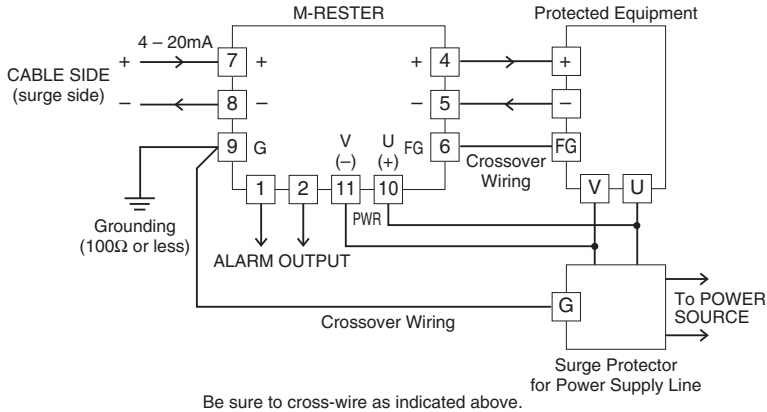 M-RESTER
Protected Equipment
4 – 20mA
CABLE SIDE
(surge side)
+ 7 + + 4 +
– 8 – – 5 –
9 G V U FG 6 FG
(–) (+)
Crossover
Wiring
1 2 11 10 V U
PWR
Grounding
(100Ω or less)
ALARM OUTPUT
G
To POWER
SOURCE
Crossover Wiring
Surge Protector
for Power Supply Line
Be sure to cross-wire as indicated above.